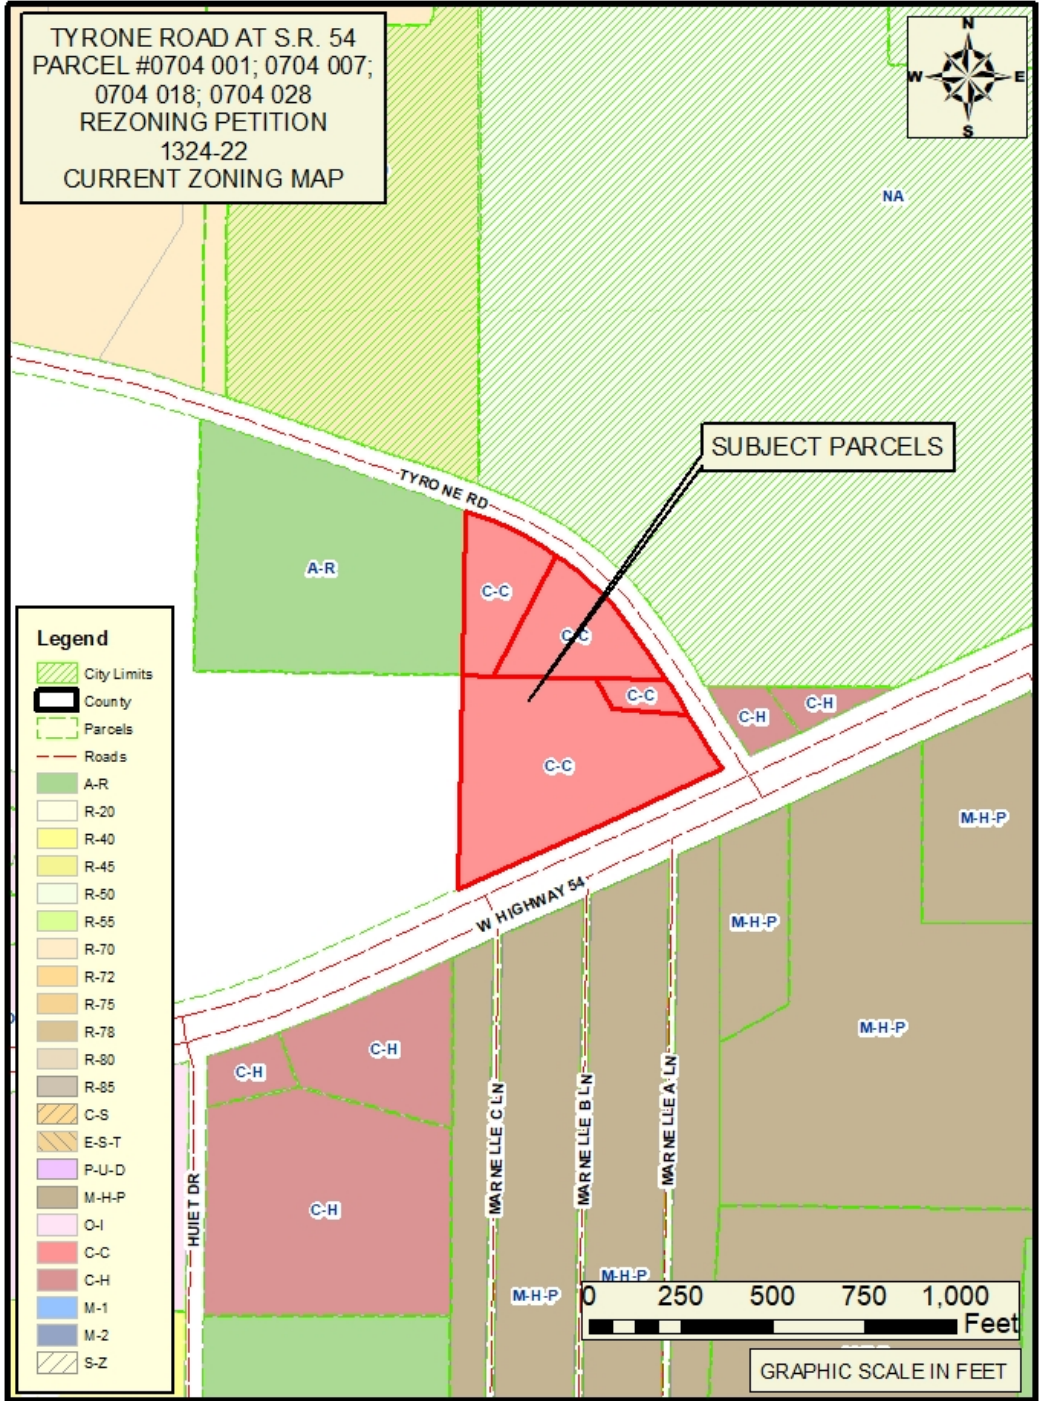 TYRONE ROAD AT S.R. 54
PARCEL #0704 001; 0704 007;
0704 018; 0704 028
REZONING PETITION
1324-22
CURRENT ZONING MAP
N
W
E
S
NA
SUBJECT PARCELS
TYRONE RD
A-R
C-C
C-C
C-C
C-C
C-H
C-H
M-H-P
M-H-P
M-H-P
W HIGHWAY 54
C-H
C-H
C-H
HUIET DR
MARNELLE C LN
MARNELLE B LN
MARNELLE A LN
M-H-P
M-H-P
Legend
City Limits
County
Parcels
Roads
A-R
R-20
R-40
R-45
R-50
R-55
R-70
R-72
R-75
R-78
R-80
R-85
C-S
E-S-T
P-U-D
M-H-P
O-I
C-C
C-H
M-1
M-2
S-Z
0 250 500 750 1,000
Feet
GRAPHIC SCALE IN FEET